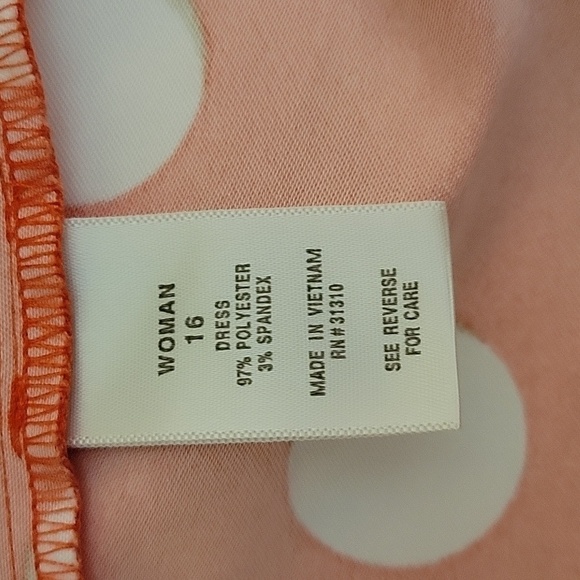 WOMAN
16
DRESS
97% POLYESTER
3% SPANDEX
MADE IN VIETNAM
RN#31310
SEE REVERSE
FOR CARE